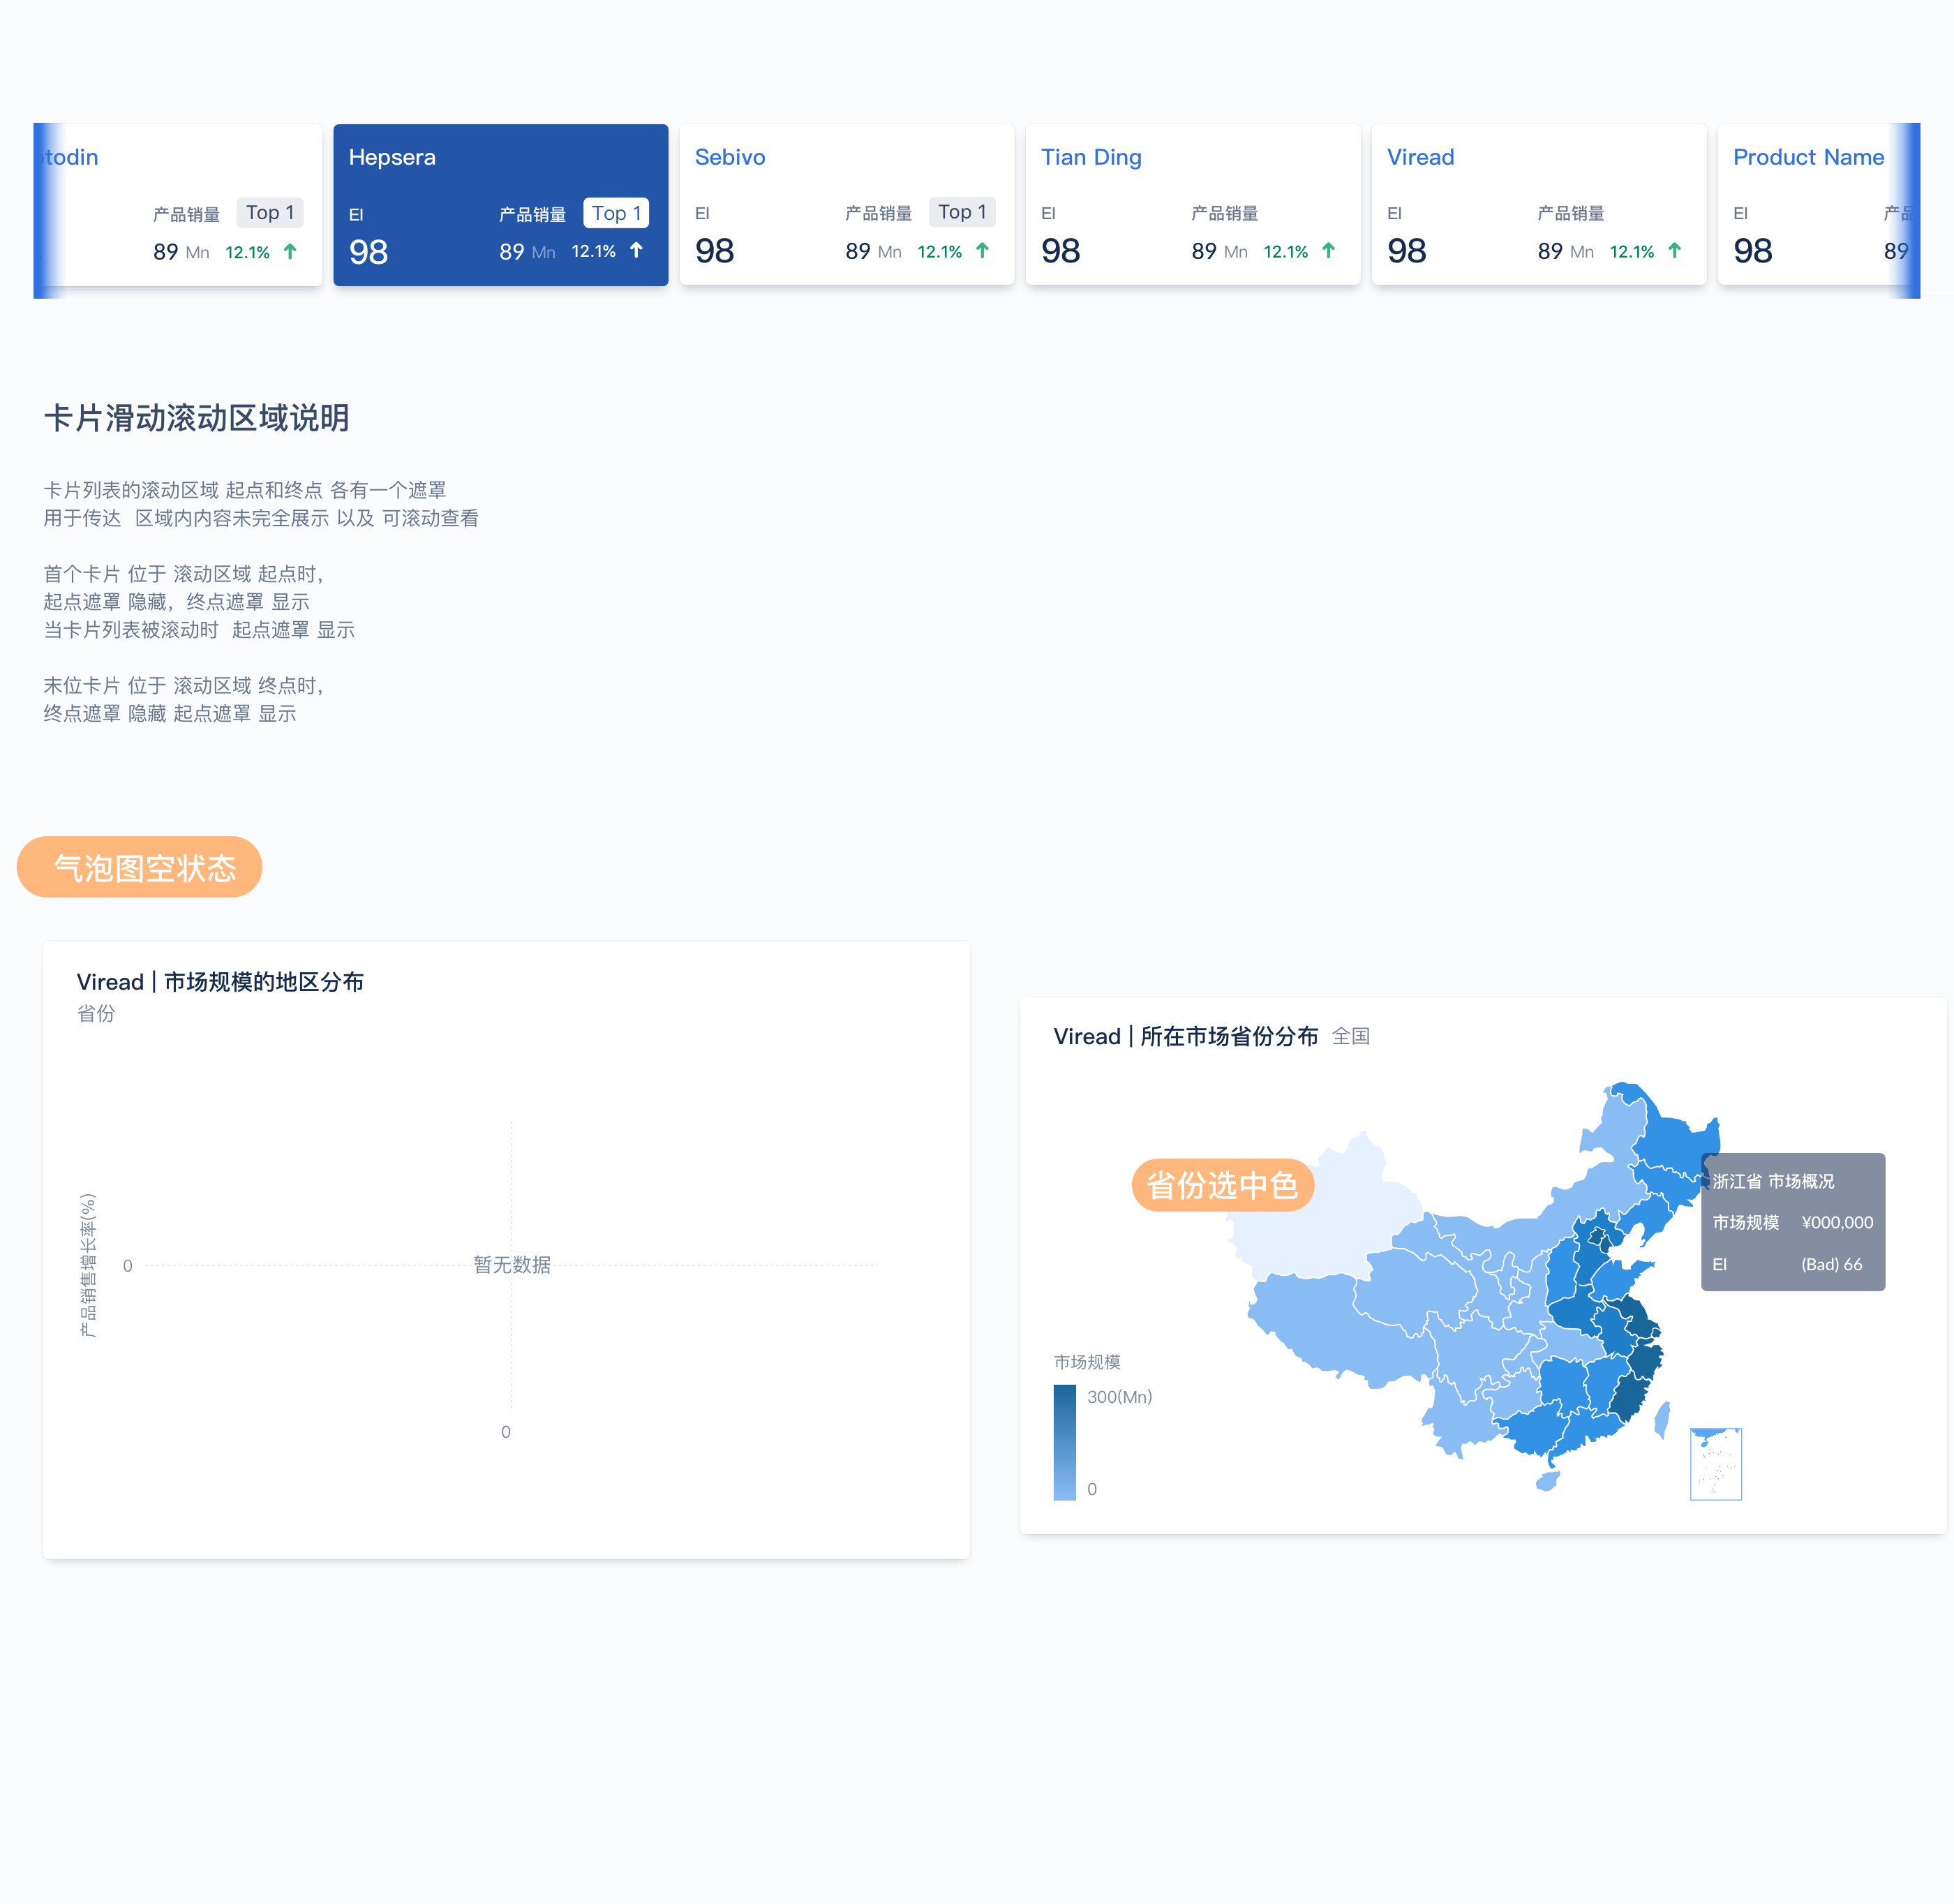 todin
产品销量 Top 1
89 Mn 12.1%
Hepsera
EI 产品销量 Top 1
98 89 Mn 12.1%
Sebivo
EI 产品销量 Top 1
98 89 Mn 12.1%
Tian Ding
EI 产品销量
98 89 Mn 12.1%
Viread
EI 产品销量
98 89 Mn 12.1%
Product Name
EI 产品
98 89
卡片滑动滚动区域说明
卡片列表的滚动区域 起点和终点 各有一个遮罩
用于传达 区域内内容未完全展示 以及 可滚动查看
首个卡片 位于 滚动区域 起点时,
起点遮罩 隐藏, 终点遮罩 显示
当卡片列表被滚动时 起点遮罩 显示
末位卡片 位于 滚动区域 终点时,
终点遮罩 隐藏 起点遮罩 显示
气泡图空状态
Viread | 市场规模的地区分布
省份
产品销售增长率(%)
0
暂无数据
0
Viread | 所在市场省份分布 全国
省份选中色
浙江省 市场概况
市场规模 ¥000,000
EI (Bad) 66
市场规模
300(Mn)
0